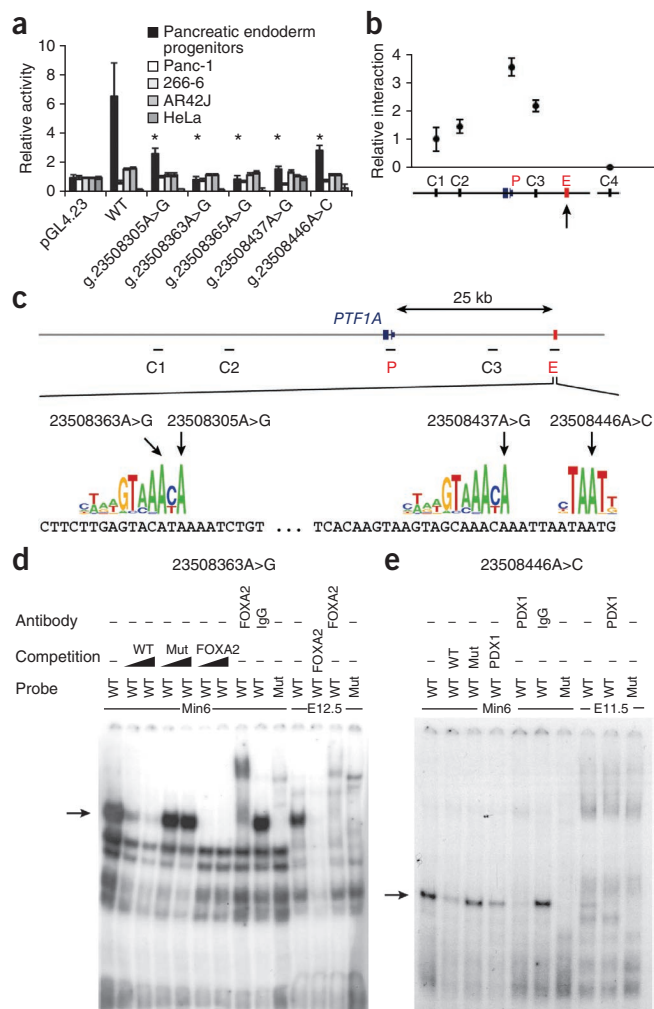 a
Relative activity
8
6
4
2
0
Pancreatic endoderm
progenitors
Panc-1
266-6
AR42J
HeLa
* * * * *
pGL4.23
WT
g.23508305A>G
g.23508363A>G
g.23508365A>G
g.23508437A>G
g.23508446A>C
b
Relative interaction
4
3
2
1
0
C1 C2 P C3 E C4
c
25 kb
PTF1A
C1 C2 P C3 E
23508363A>G 23508305A>G 23508437A>G 23508446A>C
CTTCTTGAGTACATAAAATCTGT ... TCACAAGTAAGTAGCAAACAAATTAATAATG
d
23508363A>G
Antibody – – – – – – – FOXA2 IgG – – – FOXA2 –
Competition – WT Mut FOXA2 – – – – FOXA2 – –
Probe WT WT WT WT WT WT WT WT WT Mut WT WT WT Mut
Min6 E12.5
e
23508446A>C
– – – – PDX1 IgG – – PDX1 –
– WT Mut PDX1 – – – – – –
WT WT WT WT WT WT Mut WT WT Mut
Min6 E11.5